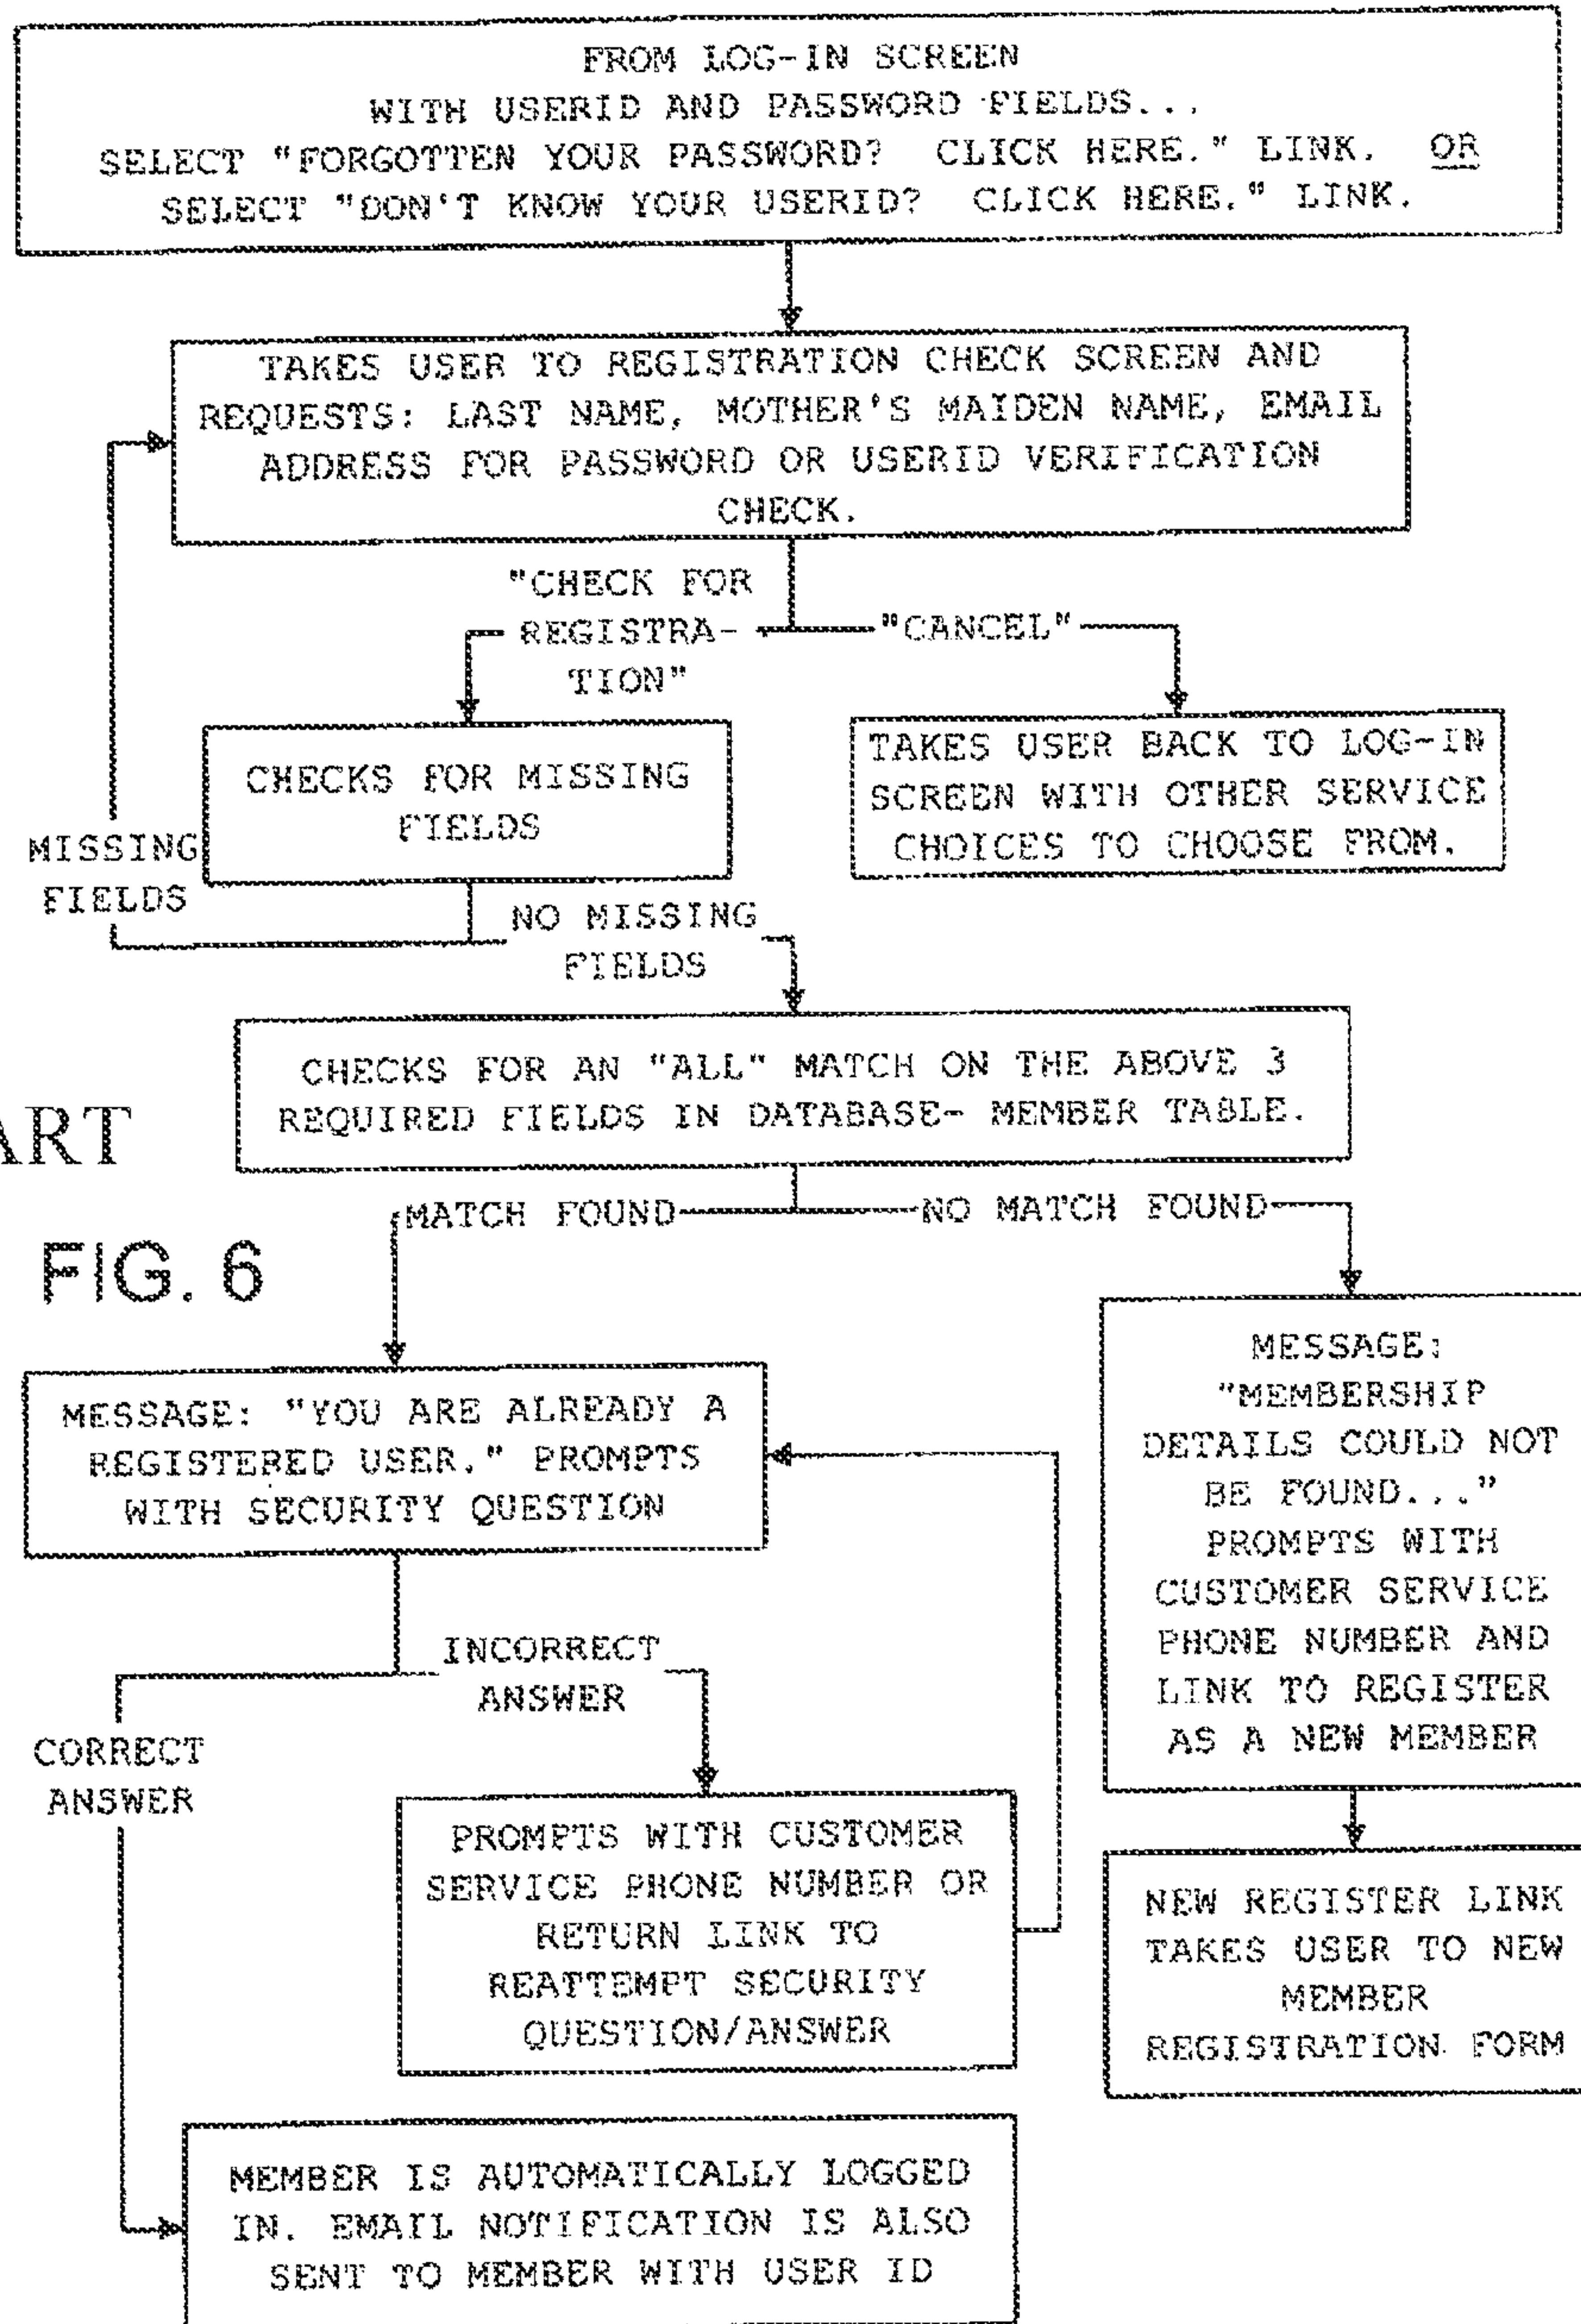 FROM LOG-IN SCREEN
WITH USERID AND PASSWORD FIELDS...
SELECT "FORGOTTEN YOUR PASSWORD? CLICK HERE." LINK. OR
SELECT "DON'T KNOW YOUR USERID? CLICK HERE." LINK.
TAKES USER TO REGISTRATION CHECK SCREEN AND
REQUESTS: LAST NAME, MOTHER'S MAIDEN NAME, EMAIL
ADDRESS FOR PASSWORD OR USERID VERIFICATION
CHECK.
"CHECK FOR
REGISTRA-
TION"
"CANCEL"
CHECKS FOR MISSING
FIELDS
TAKES USER BACK TO LOG-IN
SCREEN WITH OTHER SERVICE
CHOICES TO CHOOSE FROM.
MISSING
FIELDS
NO MISSING
FIELDS
CHECKS FOR AN "ALL" MATCH ON THE ABOVE 3
REQUIRED FIELDS IN DATABASE- MEMBER TABLE.
ART
FIG. 6
MATCH FOUND
NO MATCH FOUND
MESSAGE: "YOU ARE ALREADY A
REGISTERED USER." PROMPTS
WITH SECURITY QUESTION
MESSAGE:
"MEMBERSHIP
DETAILS COULD NOT
BE FOUND..."
PROMPTS WITH
CUSTOMER SERVICE
PHONE NUMBER AND
LINK TO REGISTER
AS A NEW MEMBER
INCORRECT
ANSWER
CORRECT
ANSWER
PROMPTS WITH CUSTOMER
SERVICE PHONE NUMBER OR
RETURN LINK TO
REATTEMPT SECURITY
QUESTION/ANSWER
NEW REGISTER LINK
TAKES USER TO NEW
MEMBER
REGISTRATION FORM
MEMBER IS AUTOMATICALLY LOGGED
IN. EMAIL NOTIFICATION IS ALSO
SENT TO MEMBER WITH USER ID